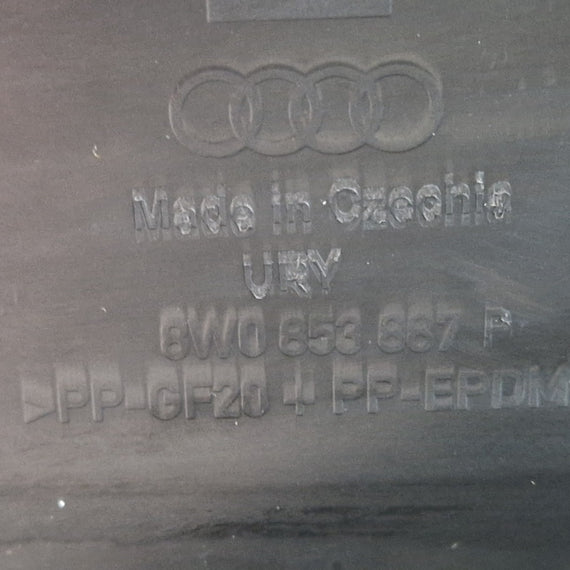 Made in Czechia
URY
8W0 853 887 P
>PP-GF20 + PP-EPDM